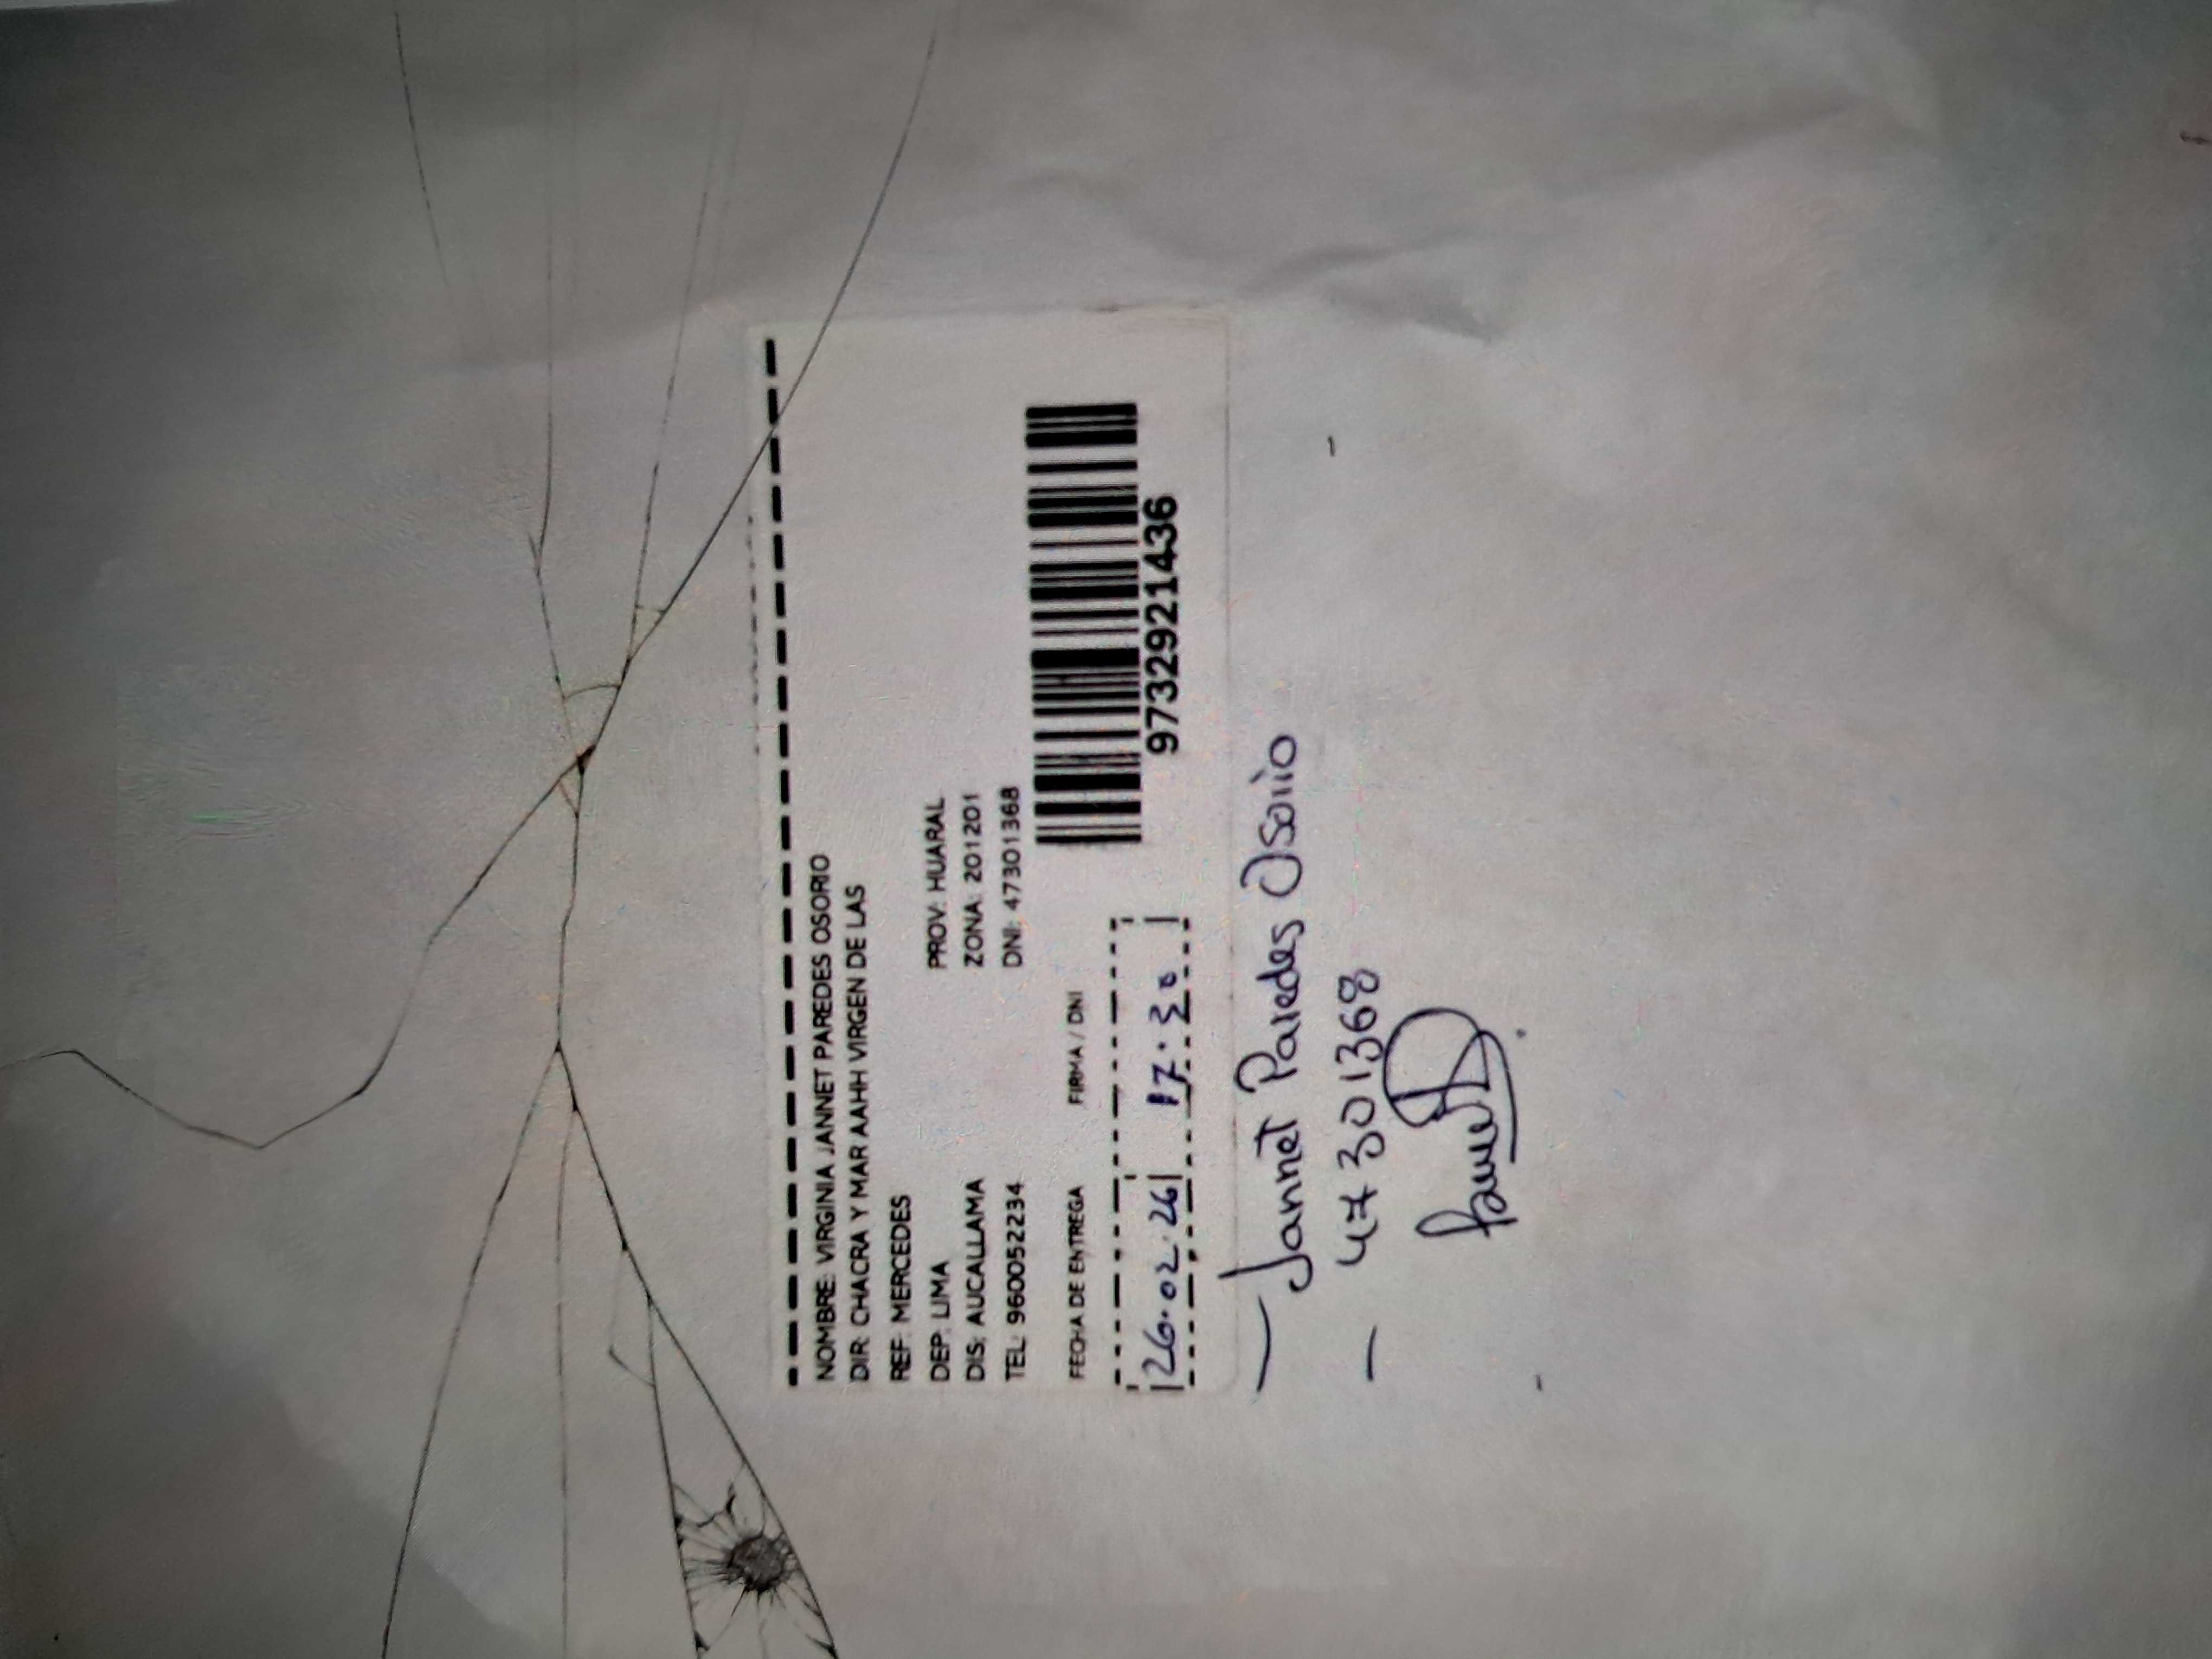 NOMBRE: VIRGINIA JANNET PAREDES OSORIO
DIR: CHACRA Y MAR AAHH VIRGEN DE LAS
REF: MERCEDES
DEP: LIMA PROV: HUARAL
DIS: AUCALLAMA ZONA: 201201
TEL: 960052234 DNI: 47301368
FECHA DE ENTREGA FIRMA / DNI
26.02.26 17.30
9732921436
Jannet Paredes Osorio
47301368